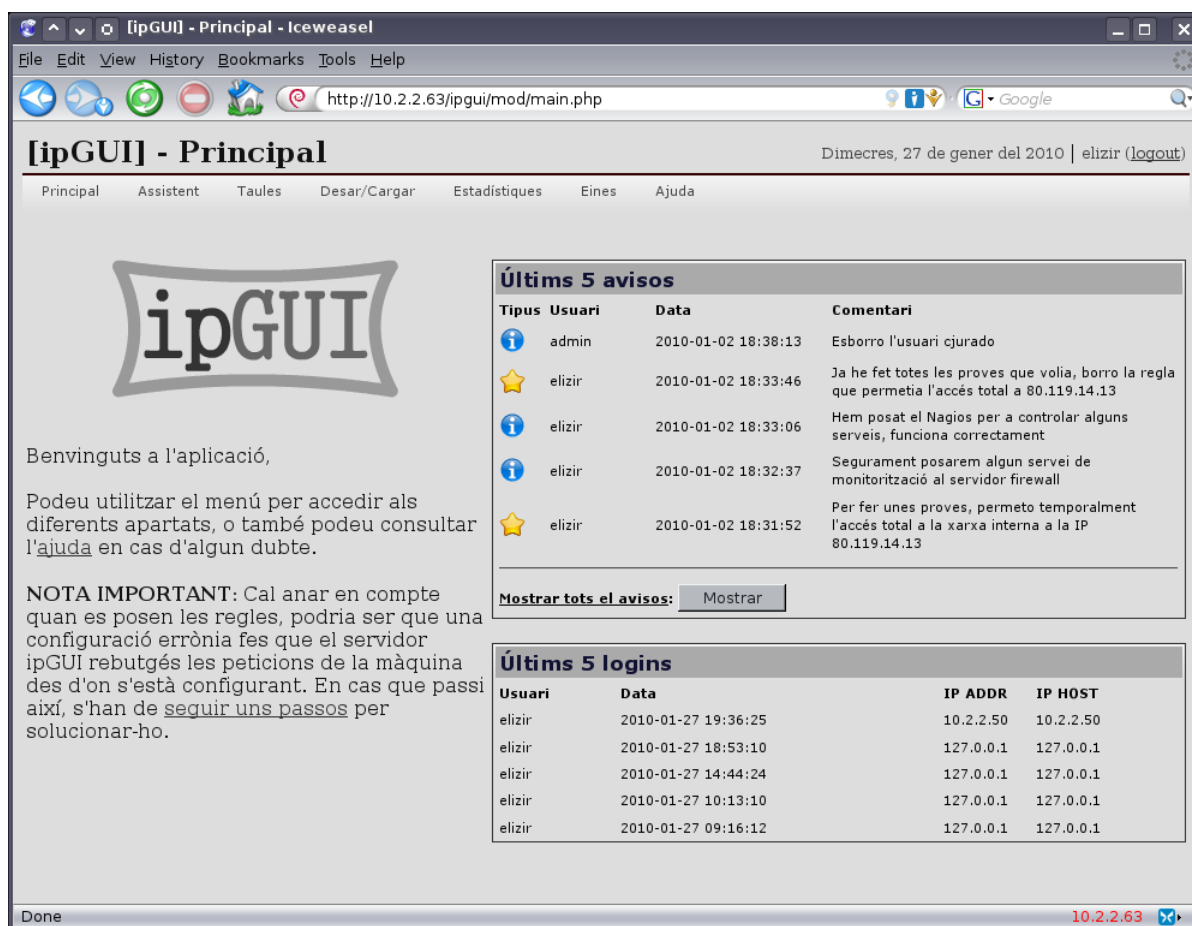 [ipGUI] - Principal - Iceweasel
File Edit View History Bookmarks Tools Help
http://10.2.2.63/ipgui/mod/main.php
G Google
[ipGUI] - Principal
Dimecres, 27 de gener del 2010 | elizir (logout)
Principal Assistent Taules Desar/Cargar Estadístiques Eines Ajuda
ipGUI
Benvinguts a l'aplicació,
Podeu utilitzar el menú per accedir als
diferents apartats, o també podeu consultar
l'ajuda en cas d'algun dubte.
NOTA IMPORTANT: Cal anar en compte
quan es posen les regles, podria ser que una
configuració errònia fes que el servidor
ipGUI rebutgés les peticions de la màquina
des d'on s'està configurant. En cas que passi
així, s'han de seguir uns passos per
solucionar-ho.
Últims 5 avisos
Tipus Usuari Data Comentari
admin 2010-01-02 18:38:13 Esborro l'usuari cjurado
elizir 2010-01-02 18:33:46 Ja he fet totes les proves que volia, borro la regla
que permetia l'accés total a 80.119.14.13
elizir 2010-01-02 18:33:06 Hem posat el Nagios per a controlar alguns
serveis, funciona correctament
elizir 2010-01-02 18:32:37 Segurament posarem algun servei de
monitorització al servidor firewall
elizir 2010-01-02 18:31:52 Per fer unes proves, permeto temporalment
l'accés total a la xarxa interna a la IP
80.119.14.13
Mostrar tots el avisos: Mostrar
Últims 5 logins
Usuari Data IP ADDR IP HOST
elizir 2010-01-27 19:36:25 10.2.2.50 10.2.2.50
elizir 2010-01-27 18:53:10 127.0.0.1 127.0.0.1
elizir 2010-01-27 14:44:24 127.0.0.1 127.0.0.1
elizir 2010-01-27 10:13:10 127.0.0.1 127.0.0.1
elizir 2010-01-27 09:16:12 127.0.0.1 127.0.0.1
Done 10.2.2.63